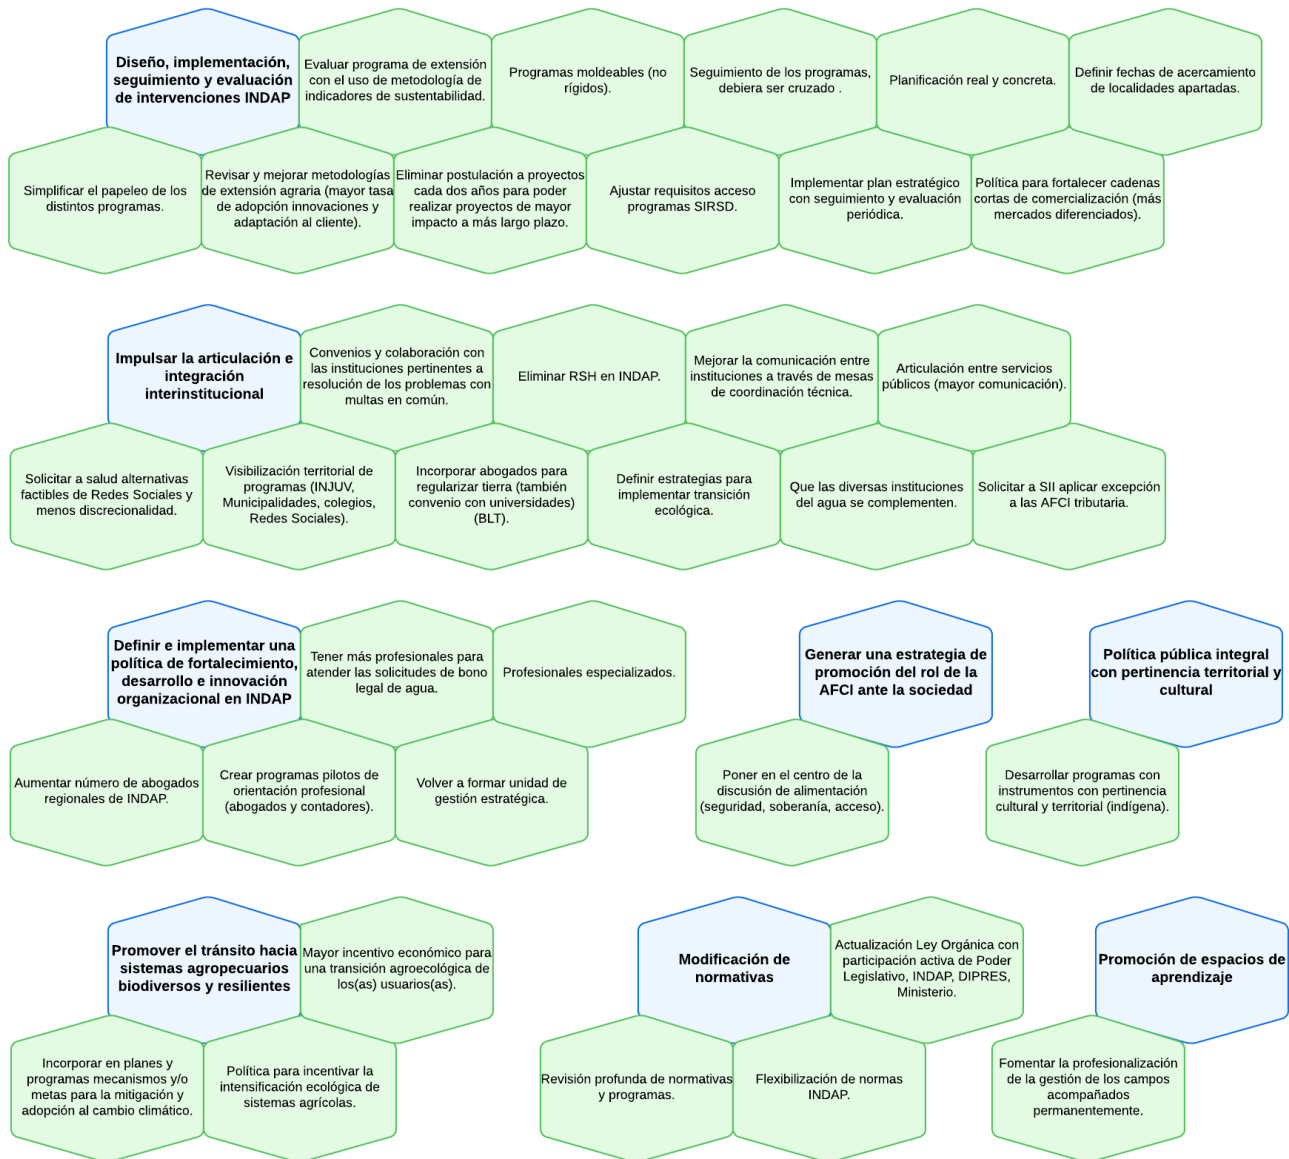 Diseño, implementación,
seguimiento y evaluación
de intervenciones INDAP
Evaluar programa de extensión
con el uso de metodología de
indicadores de sustentabilidad.
Programas moldeables (no
rígidos).
Seguimiento de los programas,
debiera ser cruzado .
Planificación real y concreta.
Definir fechas de acercamiento
de localidades apartadas.
Simplificar el papeleo de los
distintos programas.
Revisar y mejorar metodologías
de extensión agraria (mayor tasa
de adopción innovaciones y
adaptación al cliente).
Eliminar postulación a proyectos
cada dos años para poder
realizar proyectos de mayor
impacto a más largo plazo.
Ajustar requisitos acceso
programas SIRSD.
Implementar plan estratégico
con seguimiento y evaluación
periódica.
Política para fortalecer cadenas
cortas de comercialización (más
mercados diferenciados).
Impulsar la articulación e
integración
interinstitucional
Convenios y colaboración con
las instituciones pertinentes a
resolución de los problemas con
multas en común.
Eliminar RSH en INDAP.
Mejorar la comunicación entre
instituciones a través de mesas
de coordinación técnica.
Articulación entre servicios
públicos (mayor comunicación).
Solicitar a salud alternativas
factibles de Redes Sociales y
menos discrecionalidad.
Visibilización territorial de
programas (INJUV,
Municipalidades, colegios,
Redes Sociales).
Incorporar abogados para
regularizar tierra (también
convenio con universidades)
(BLT).
Definir estrategias para
implementar transición
ecológica.
Que las diversas instituciones
del agua se complementen.
Solicitar a SII aplicar excepción
a las AFCI tributaria.
Definir e implementar una
política de fortalecimiento,
desarrollo e innovación
organizacional en INDAP
Tener más profesionales para
atender las solicitudes de bono
legal de agua.
Profesionales especializados.
Aumentar número de abogados
regionales de INDAP.
Crear programas pilotos de
orientación profesional
(abogados y contadores).
Volver a formar unidad de
gestión estratégica.
Generar una estrategia de
promoción del rol de la
AFCI ante la sociedad
Poner en el centro de la
discusión de alimentación
(seguridad, soberanía, acceso).
Política pública integral
con pertinencia territorial y
cultural
Desarrollar programas con
instrumentos con pertinencia
cultural y territorial (indígena).
Promover el tránsito hacia
sistemas agropecuarios
biodiversos y resilientes
Mayor incentivo económico para
una transición agroecológica de
los(as) usuarios(as).
Incorporar en planes y
programas mecanismos y/o
metas para la mitigación y
adopción al cambio climático.
Política para incentivar la
intensificación ecológica de
sistemas agrícolas.
Modificación de
normativas
Actualización Ley Orgánica con
participación activa de Poder
Legislativo, INDAP, DIPRES,
Ministerio.
Revisión profunda de normativas
y programas.
Flexibilización de normas
INDAP.
Promoción de espacios de
aprendizaje
Fomentar la profesionalización
de la gestión de los campos
acompañados
permanentemente.